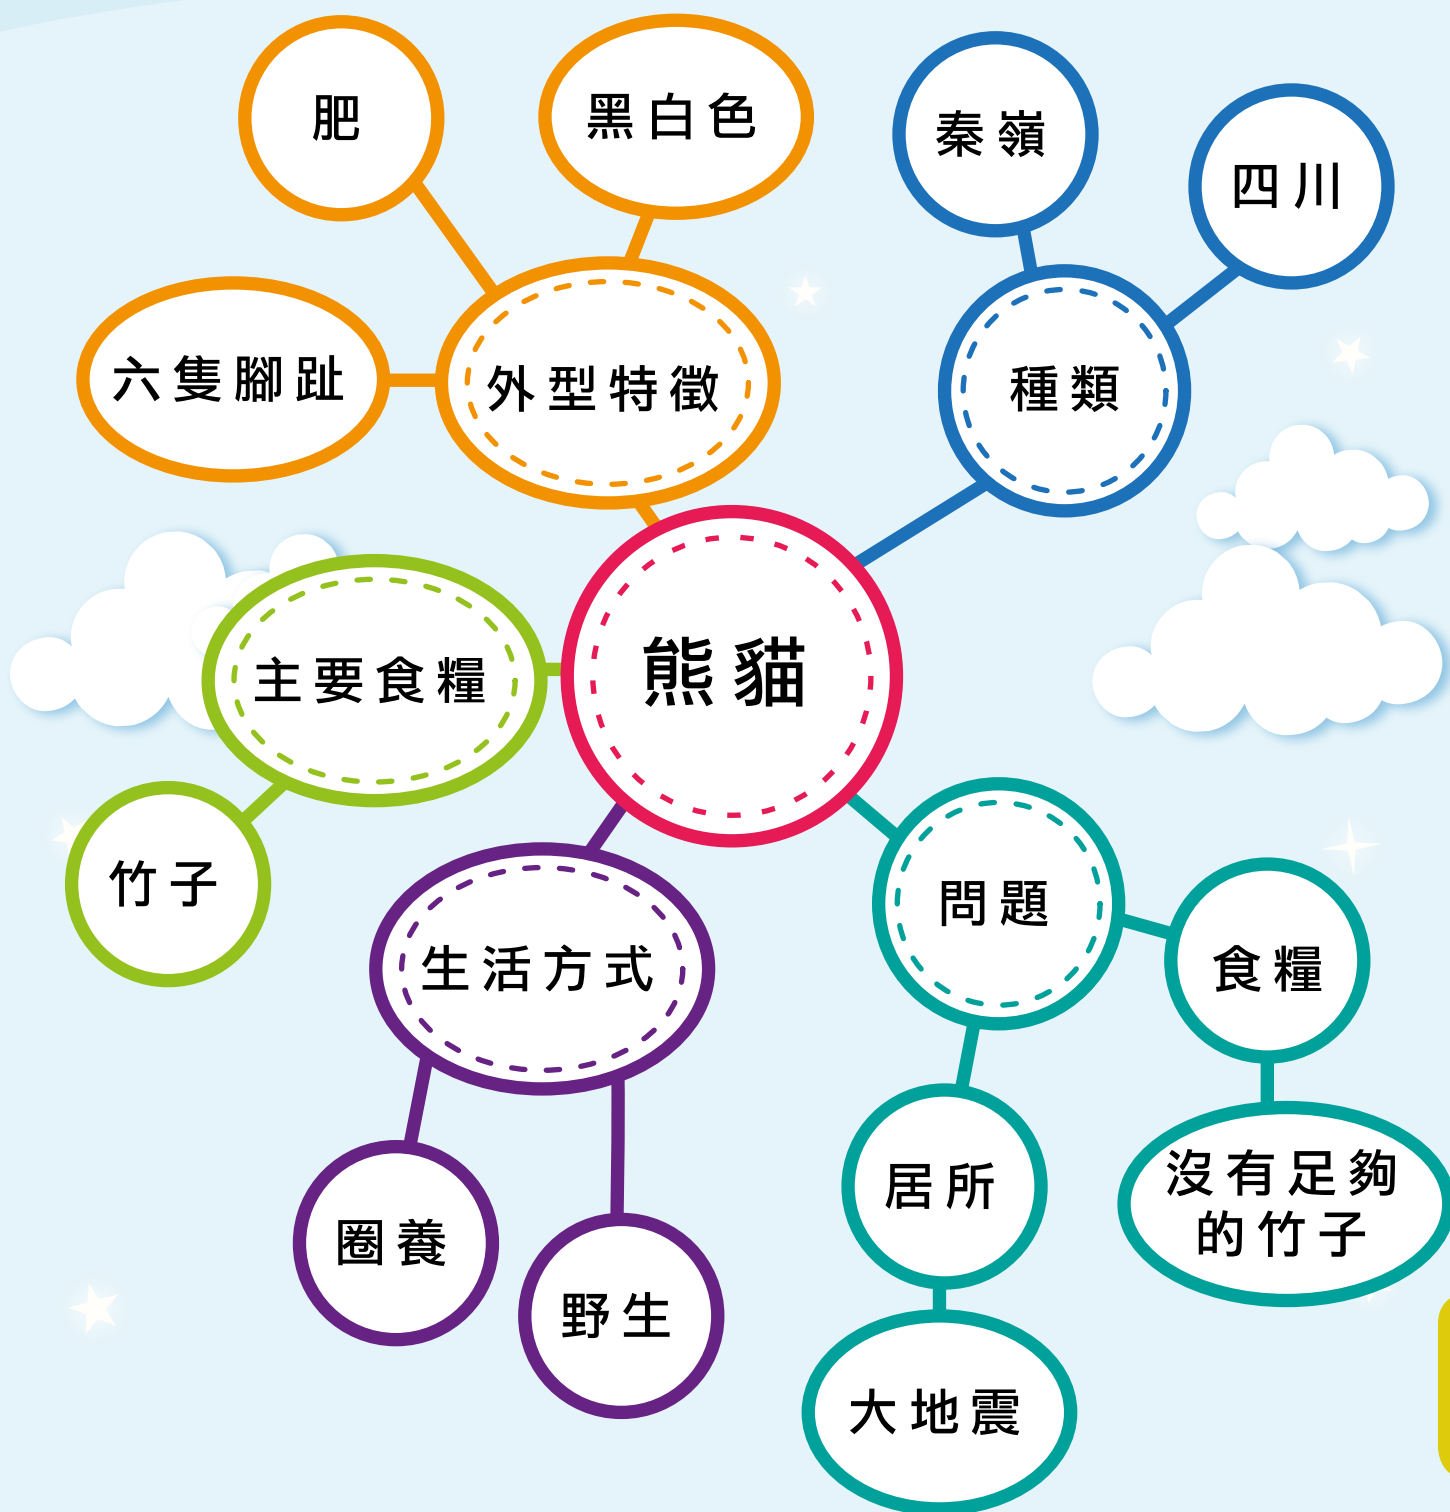 肥
黑白色
秦嶺
四川
六隻腳趾
外型特徵
種類
主要食糧
熊貓
竹子
生活方式
問題
食糧
圈養
野生
居所
沒有足夠
的竹子
大地震